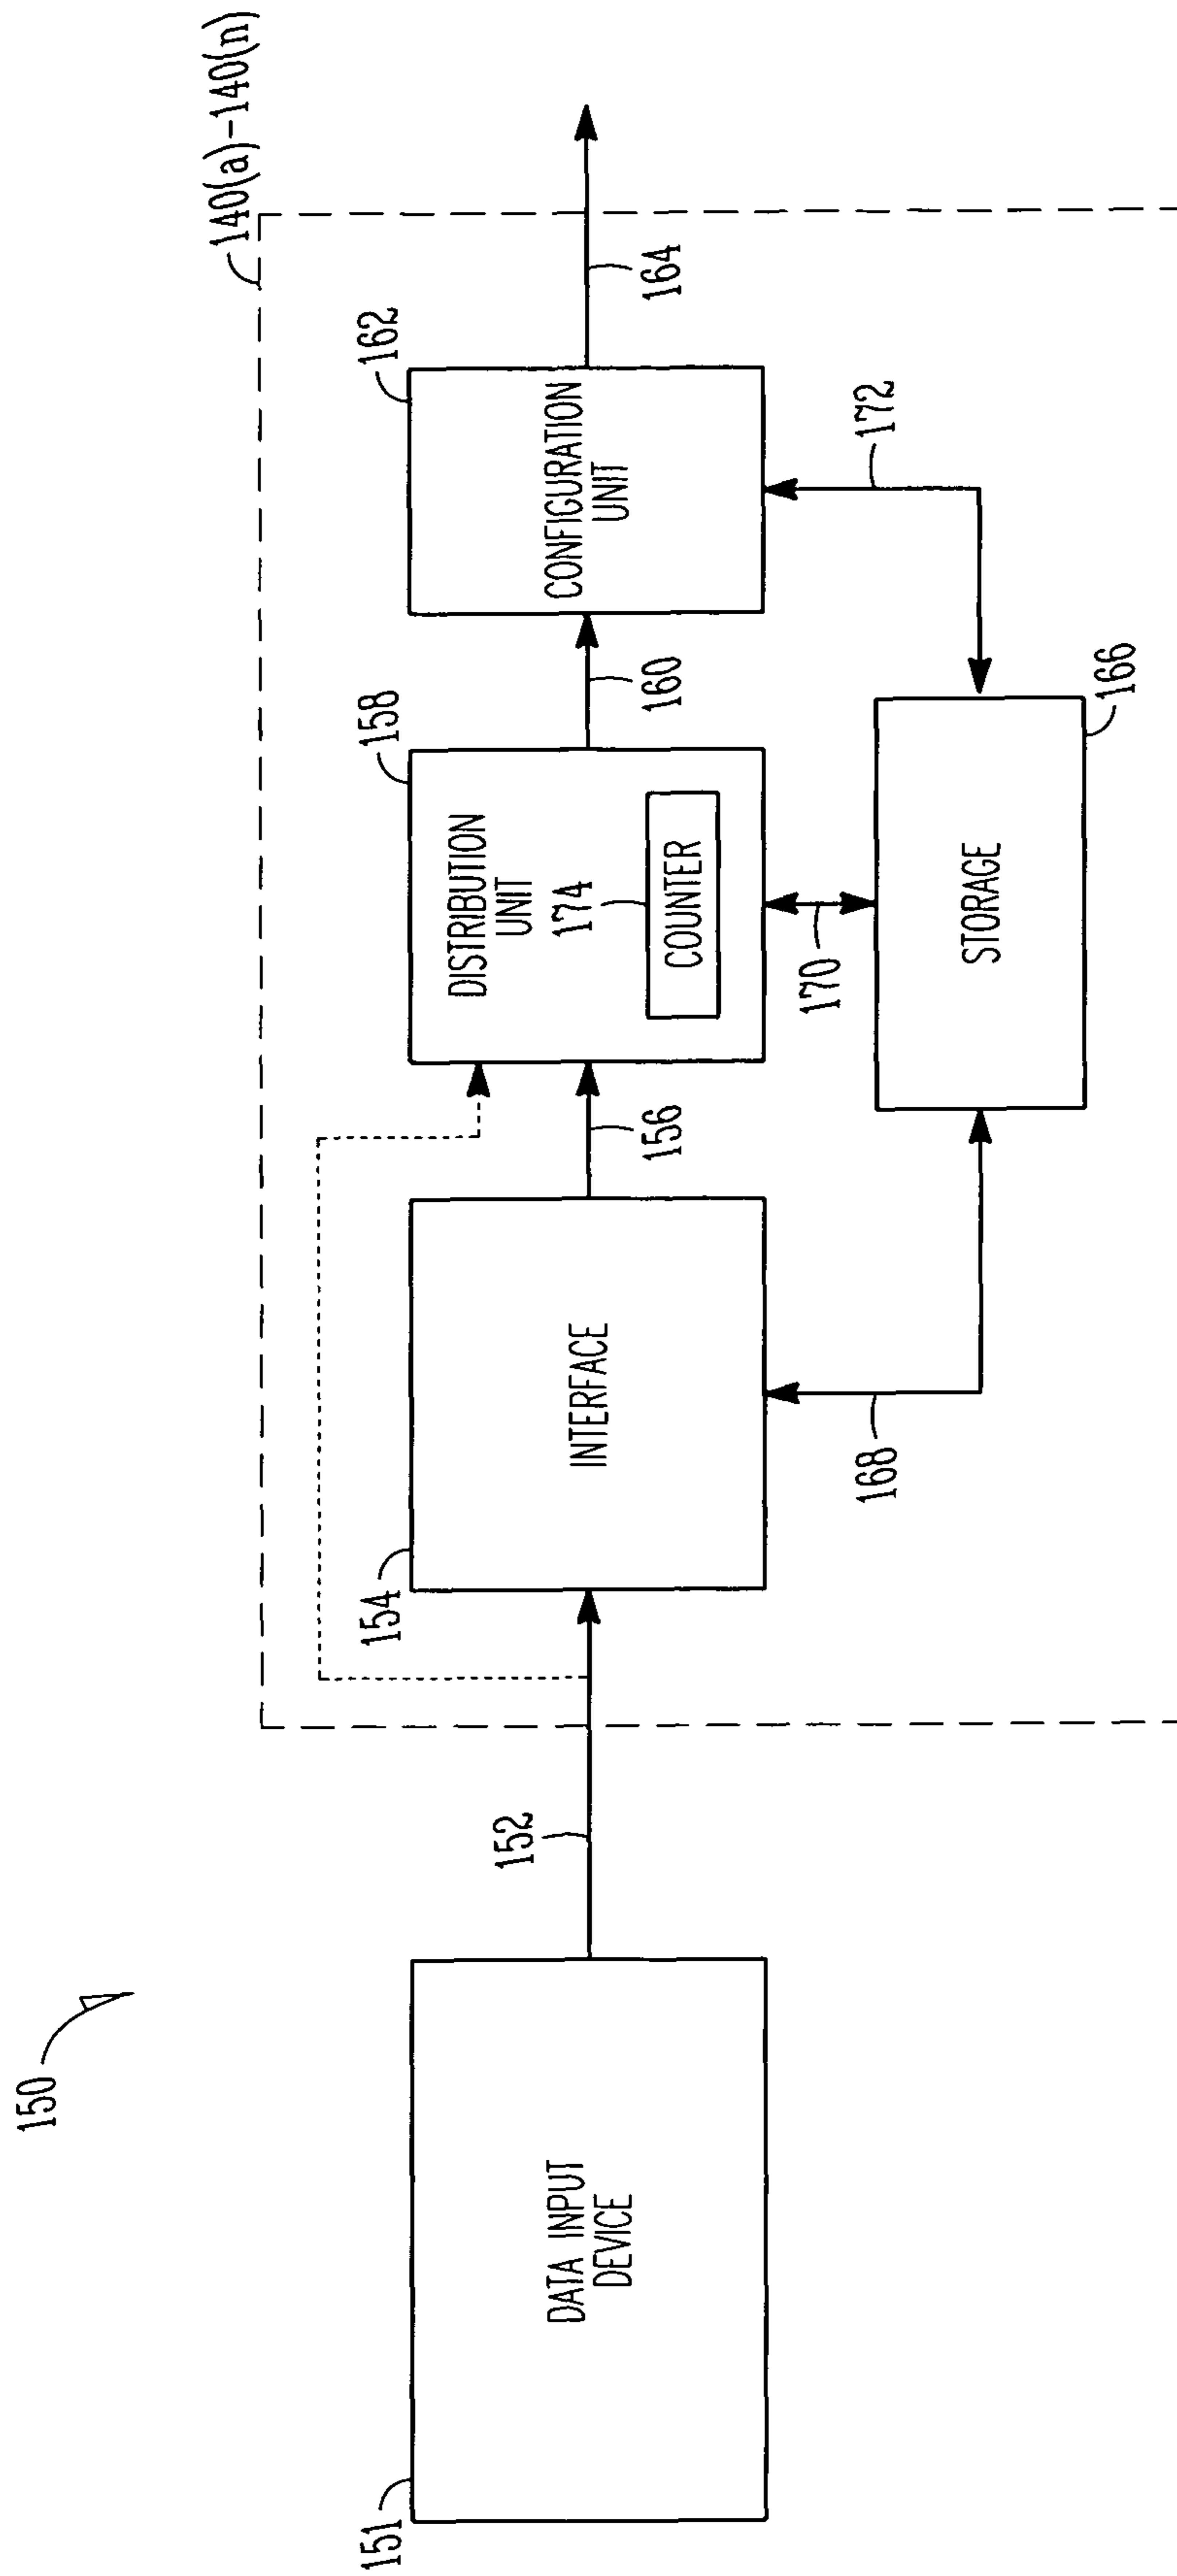 150
140(a)-140(n)
151
DATA INPUT
DEVICE
152
154
INTERFACE
156
158
DISTRIBUTION
UNIT
174
COUNTER
160
162
CONFIGURATION
UNIT
164
168
170
172
STORAGE
166